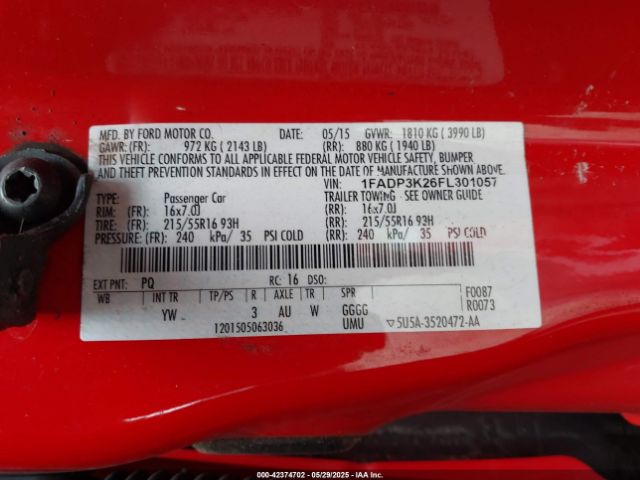 MFD. BY FORD MOTOR CO. DATE: 05/15 GVWR: 1810 KG ( 3990 LB)
GAWR: (FR): 972 KG ( 2143 LB) (RR): 880 KG ( 1940 LB)
THIS VEHICLE CONFORMS TO ALL APPLICABLE FEDERAL MOTOR VEHICLE SAFETY, BUMPER
AND THEFT PREVENTION STANDARDS IN EFFECT ON THE DATE OF MANUFACTURE SHOWN ABOVE.
VIN: 1FADP3K26FL301057
TYPE: Passenger Car TRAILER TOWING - SEE OWNER GUIDE
RIM: (FR) 16x7.0J (RR): 16x7.0J
TIRE: (FR) 215/55R16 93H (RR): 215/55R16 93H
PRESSURE: (FR) 240 kPa/ 35 PSI COLD (RR): 240 kPa/ 35 PSI COLD
EXT PNT: PQ RC: 16 DSO: F0087
WB INT TR TP/PS R AXLE TR SPR R0073
YW 3 AU W GGGG
1201505063036 UMU ▽5U5A-3520472-AA
000-42374702 | 05/29/2025 | IAA Holdings, LLC.